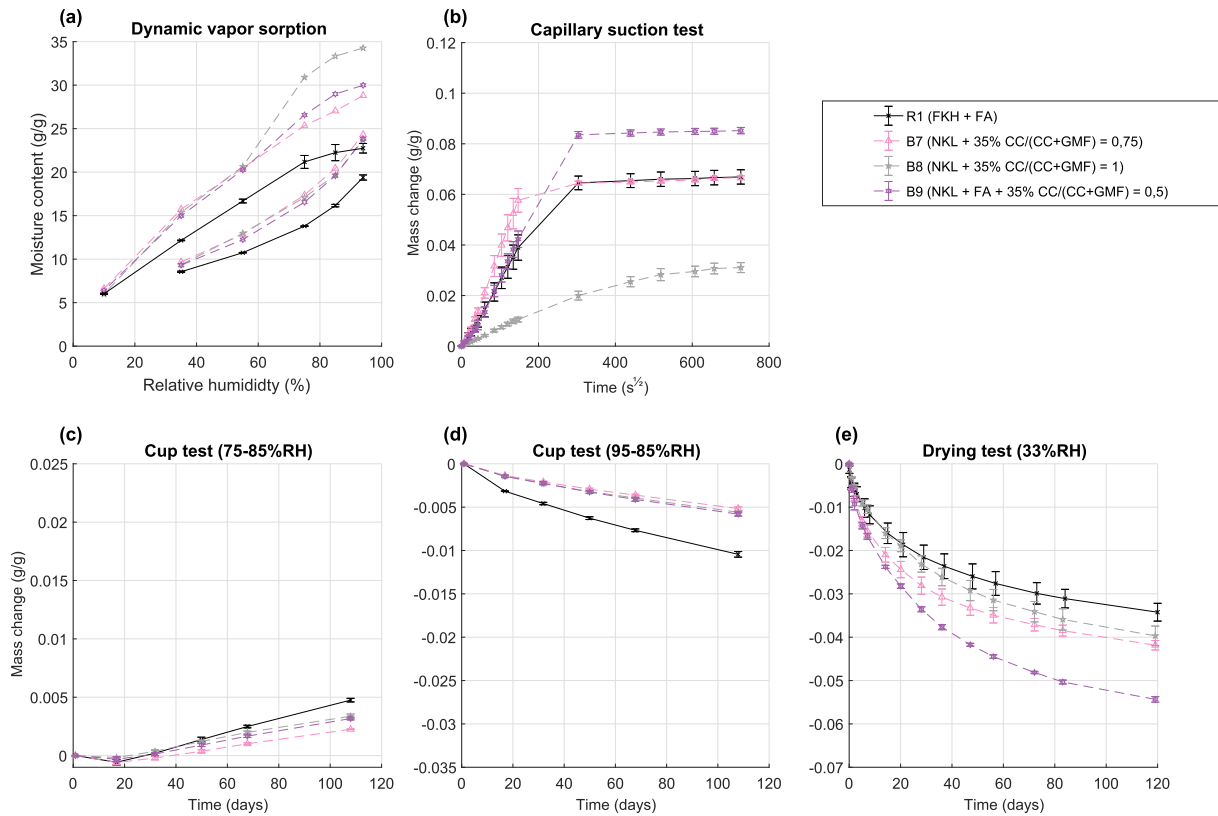 (a)
Dynamic vapor sorption
35
30
25
20
15
10
5
0
Moisture content (g/g)
0 20 40 60 80 100
Relative humididty (%)
(b)
Capillary suction test
0.12
0.1
0.08
0.06
0.04
0.02
0
Mass change (g/g)
0 200 400 600 800
Time (s½)
R1 (FKH + FA)
B7 (NKL + 35% CC/(CC+GMF) = 0,75)
B8 (NKL + 35% CC/(CC+GMF) = 1)
B9 (NKL + FA + 35% CC/(CC+GMF) = 0,5)
(c)
Cup test (75-85%RH)
0.025
0.02
0.015
0.01
0.005
0
Mass change (g/g)
0 20 40 60 80 100 120
Time (days)
(d)
Cup test (95-85%RH)
0
-0.005
-0.01
-0.015
-0.02
-0.025
-0.03
-0.035
0 20 40 60 80 100 120
Time (days)
(e)
Drying test (33%RH)
0
-0.01
-0.02
-0.03
-0.04
-0.05
-0.06
-0.07
0 20 40 60 80 100 120
Time (days)